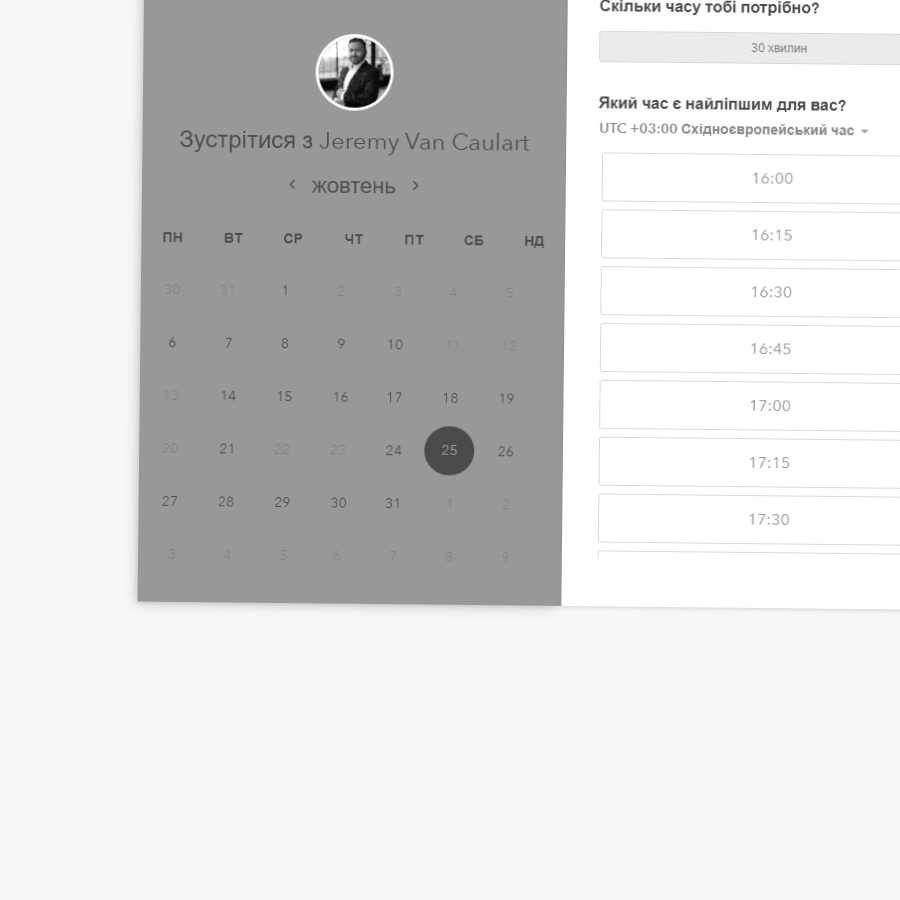 Зустрітися з Jeremy Van Caulart
жовтень
ПН ВТ СР ЧТ ПТ СБ НД
30 31 1 2 3 4 5
6 7 8 9 10 11 12
13 14 15 16 17 18 19
20 21 22 23 24 25 26
27 28 29 30 31 1 2
3 4 5 6 7 8 9
Скільки часу тобі потрібно?
30 хвилин
Який час є найліпшим для вас?
UTC +03:00 Східноєвропейський час
16:00
16:15
16:30
16:45
17:00
17:15
17:30